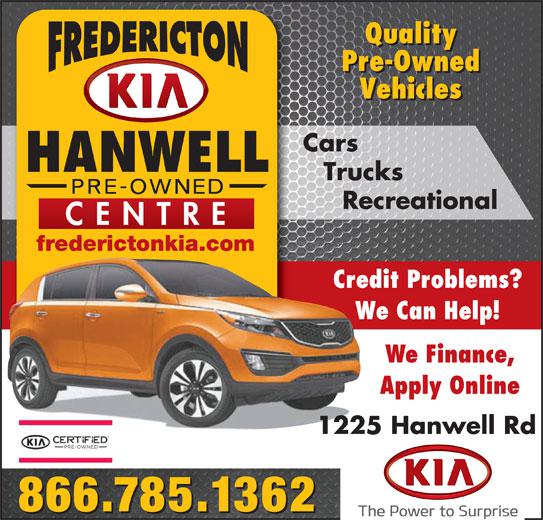 FREDERICTON
KIA
HANWELL
PRE-OWNED
CENTRE
frederictonkia.com
Quality
Pre-Owned
Vehicles
Cars
Trucks
Recreational
Credit Problems?
We Can Help!
We Finance,
Apply Online
1225 Hanwell Rd
KIA CERTIFIED
PRE-OWNED
866.785.1362
KIA
The Power to Surprise